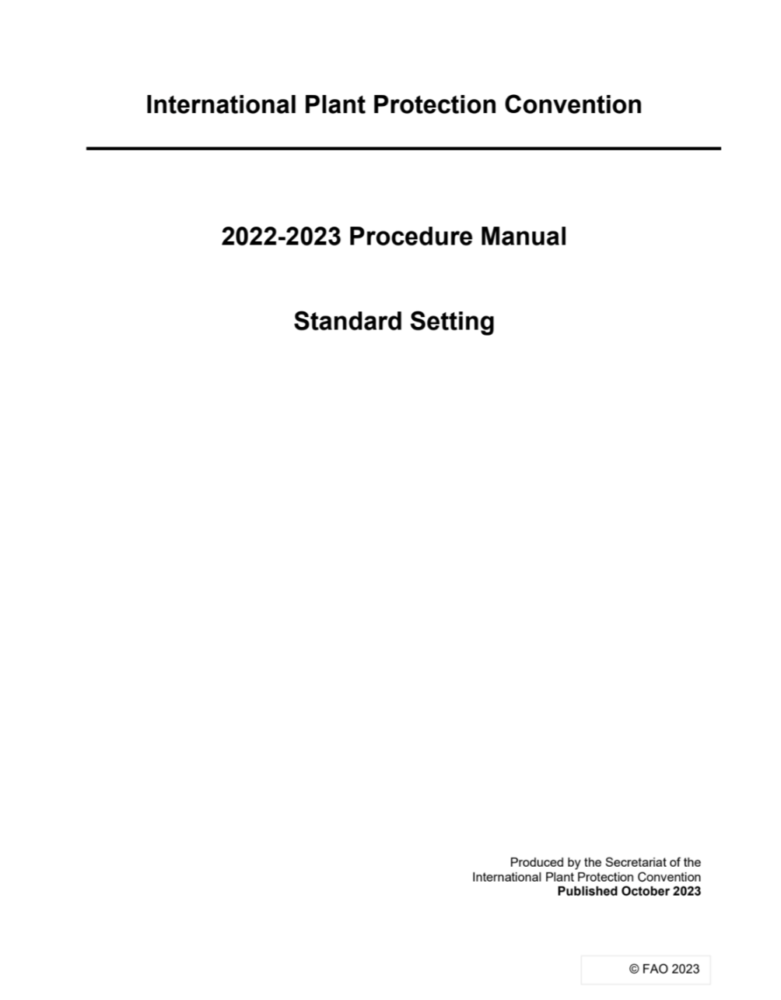 International Plant Protection Convention
2022-2023 Procedure Manual
Standard Setting
Produced by the Secretariat of the
International Plant Protection Convention
Published October 2023
© FAO 2023